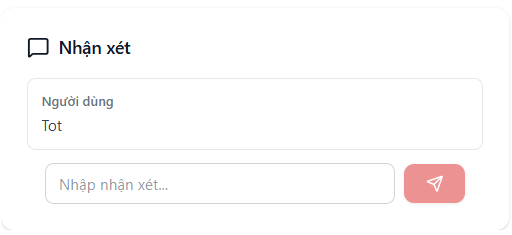 Nhận xét
Người dùng
Tot
Nhập nhận xét...